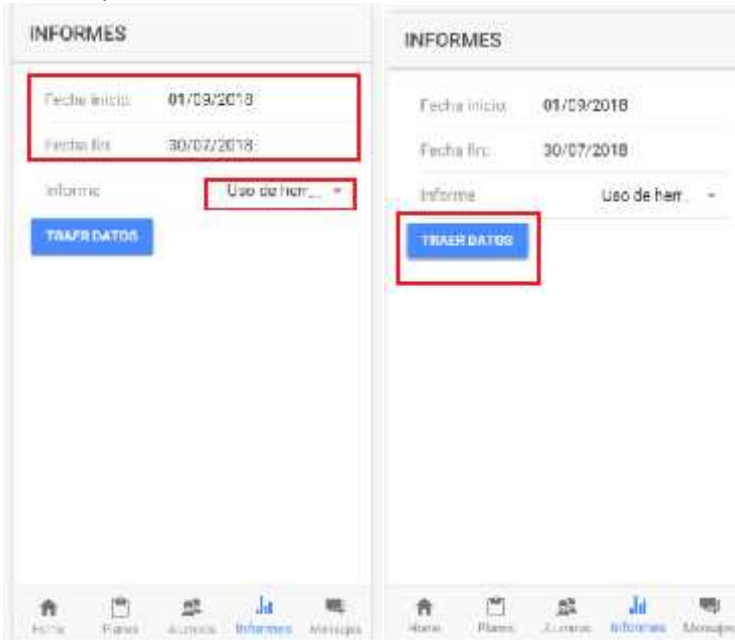 INFORMES
Fecha inicio: 01/09/2018
Fecha fin: 30/07/2018
Informe Uso de herr...
TRAER DATOS
Home Planes Alumnos Informes Mensajes
INFORMES
Fecha inicio: 01/09/2018
Fecha fin: 30/07/2018
Informe Uso de herr..
TRAER DATOS
Home Planes Alumnos Informes Mensajes